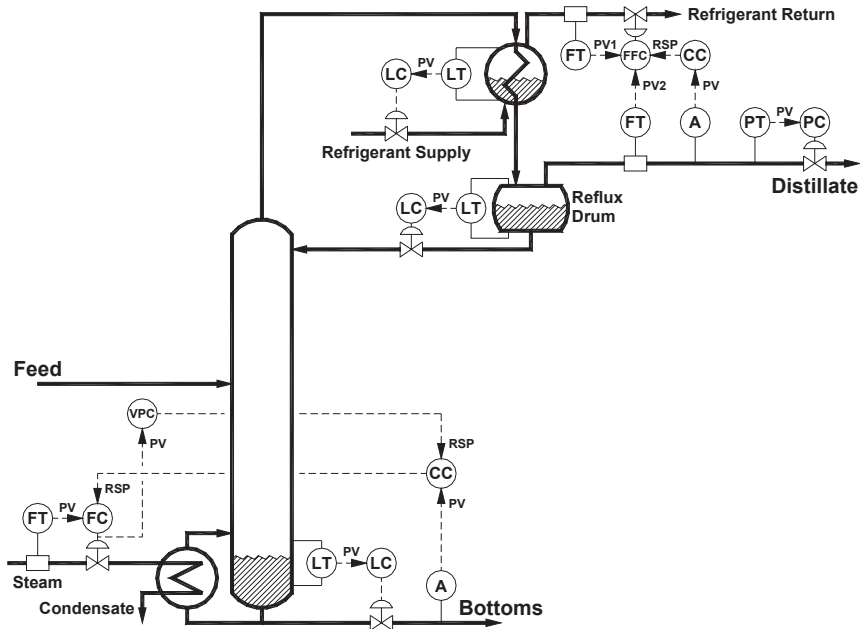 Refrigerant Return
FT
PV1
FFC
RSP
CC
LC
PV
LT
PV2
PV
FT
A
PT
PV
PC
Refrigerant Supply
Distillate
LC
PV
LT
Reflux
Drum
Feed
VPC
PV
RSP
CC
RSP
PV
FT
PV
FC
Steam
LT
PV
LC
A
Condensate
Bottoms